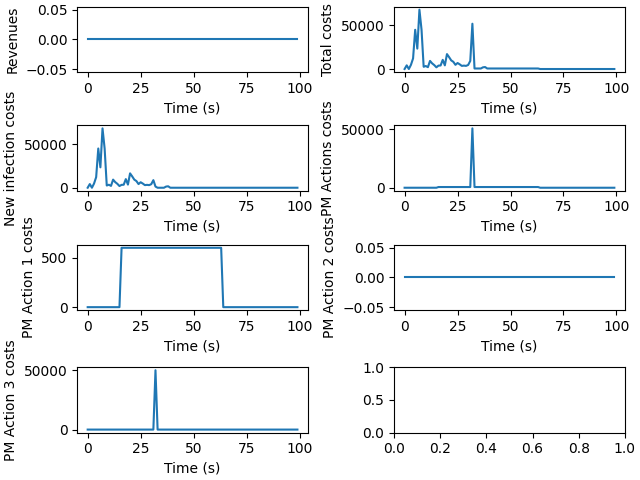 Revenues
0.05
0.00
−0.05
0 25 50 75 100
Time (s)
Total costs
50000
0
0 25 50 75 100
Time (s)
New infection costs
50000
0
0 25 50 75 100
Time (s)
PM Actions costs
50000
0
0 25 50 75 100
Time (s)
PM Action 1 costs
500
0
0 25 50 75 100
Time (s)
PM Action 2 costs
0.05
0.00
−0.05
0 25 50 75 100
Time (s)
PM Action 3 costs
50000
0
0 25 50 75 100
Time (s)
1.0
0.5
0.0
0.0 0.2 0.4 0.6 0.8 1.0